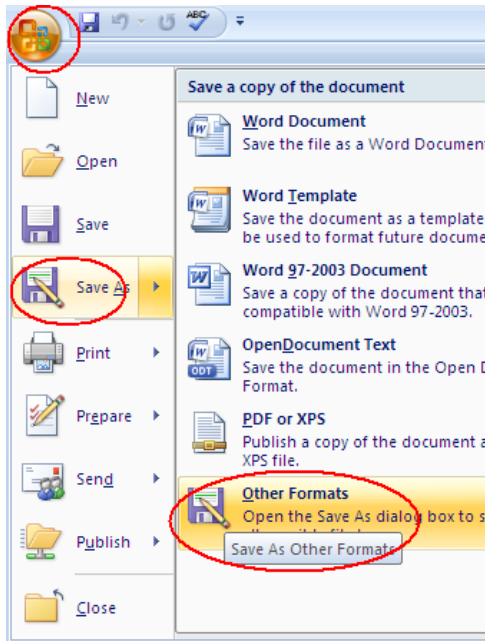 ABC
New
Open
Save
Save As
Print
Prepare
Send
Publish
Close
Save a copy of the document
Word Document
Save the file as a Word Document
Word Template
Save the document as a template
be used to format future docume
Word 97-2003 Document
Save a copy of the document that
compatible with Word 97-2003.
OpenDocument Text
Save the document in the Open D
Format.
ODT
PDF or XPS
Publish a copy of the document a
XPS file.
Other Formats
Open the Save As dialog box to s
Save As Other Formats